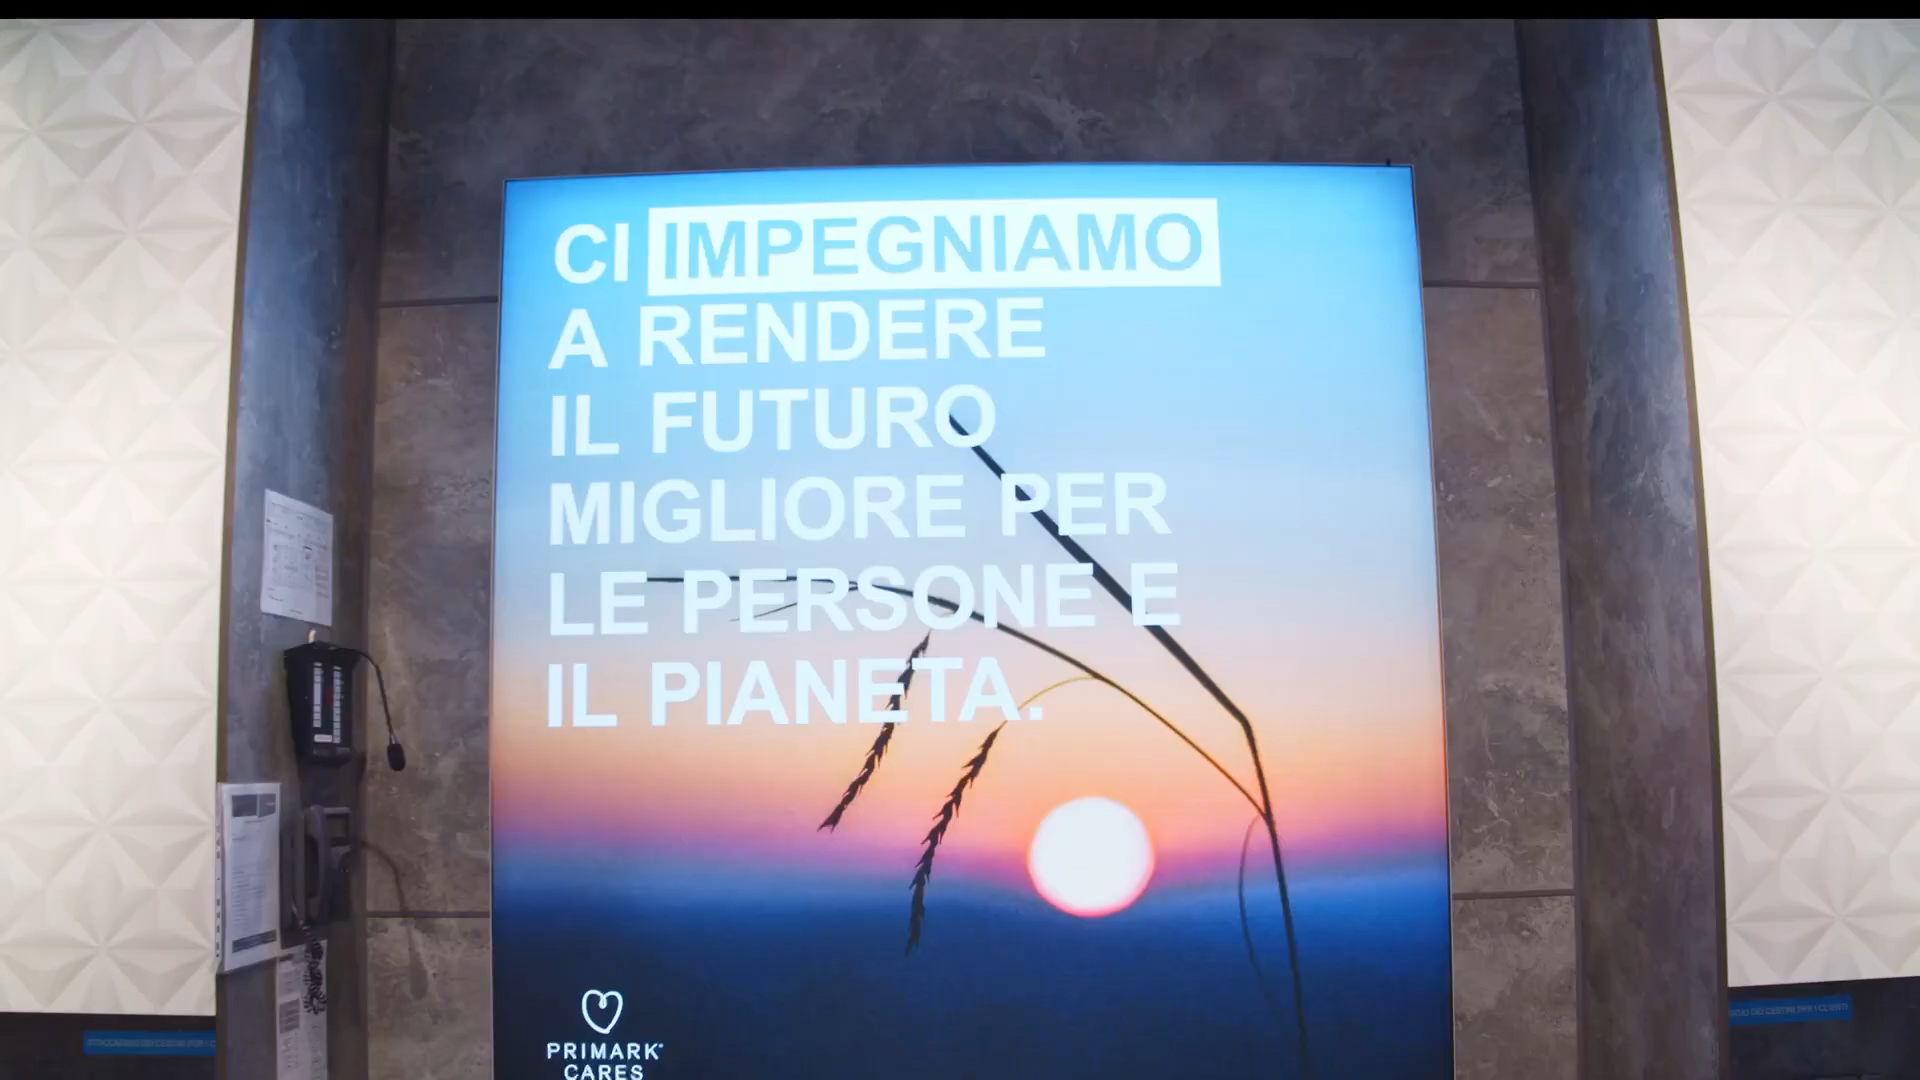 CI IMPEGNIAMO
A RENDERE
IL FUTURO
MIGLIORE PER
LE PERSONE E
IL PIANETA.
PRIMARK
CARES